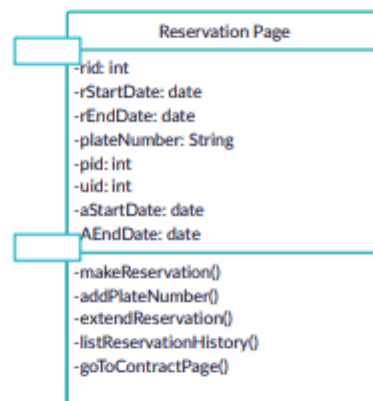 Reservation Page
-rid: int
-rStartDate: date
-rEndDate: date
-plateNumber: String
-pid: int
-uid: int
-aStartDate: date
-AEndDate: date
-makeReservation()
-addPlateNumber()
-extendReservation()
-listReservationHistory()
-goToContractPage()